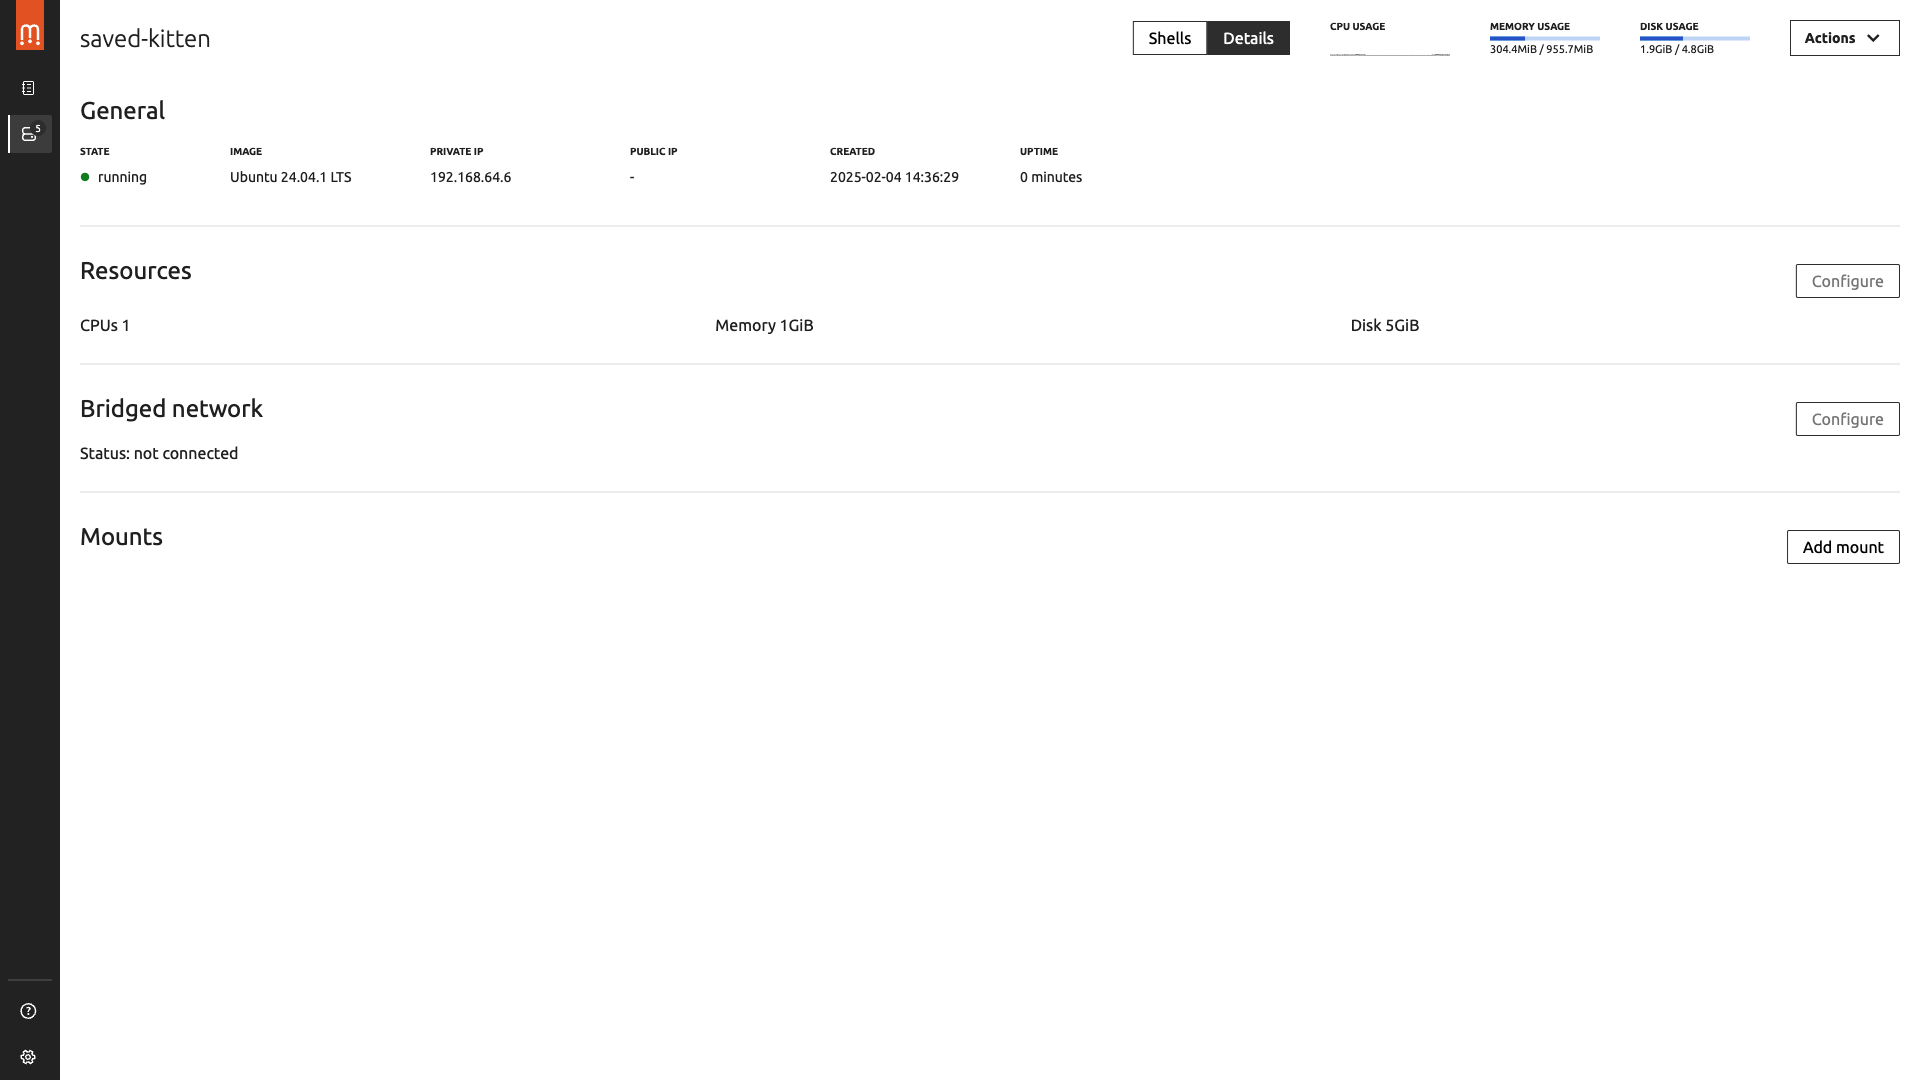 saved-kitten
Shells
Details
CPU USAGE
MEMORY USAGE
304.4MiB / 955.7MiB
DISK USAGE
1.9GiB / 4.8GiB
Actions
5
General
STATE
IMAGE
PRIVATE IP
PUBLIC IP
CREATED
UPTIME
running
Ubuntu 24.04.1 LTS
192.168.64.6
-
2025-02-04 14:36:29
0 minutes
Resources
Configure
CPUs 1
Memory 1GiB
Disk 5GiB
Bridged network
Configure
Status: not connected
Mounts
Add mount